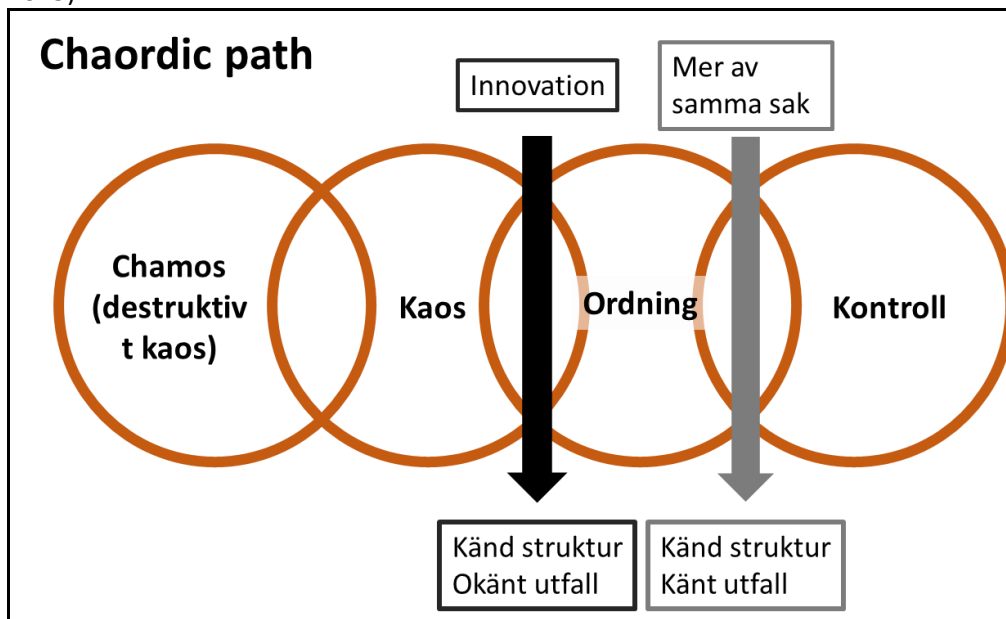 Chaordic path
Innovation
Mer av
samma sak
Chamos
(destruktiv
t kaos)
Kaos
Ordning
Kontroll
Känd struktur
Okänt utfall
Känd struktur
Känt utfall